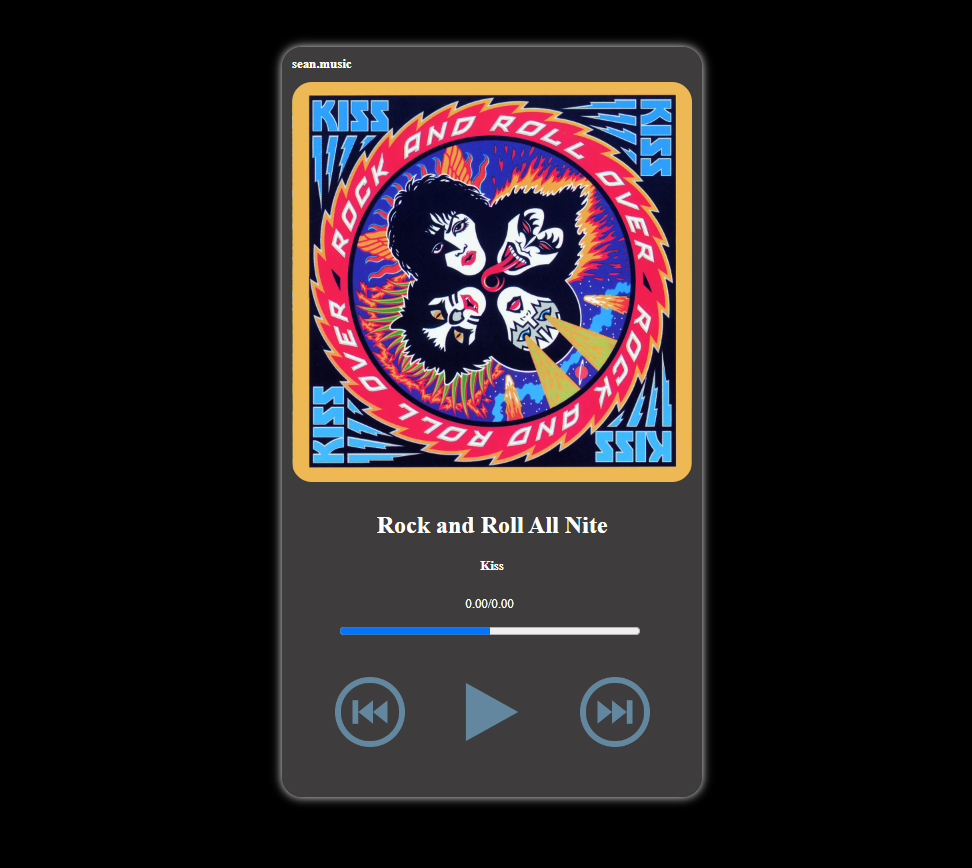 sean.music
KISS
KISS
ROCK AND ROLL OVER
ROCK AND ROLL OVER
KISS
KISS
Rock and Roll All Nite
Kiss
0.00/0.00